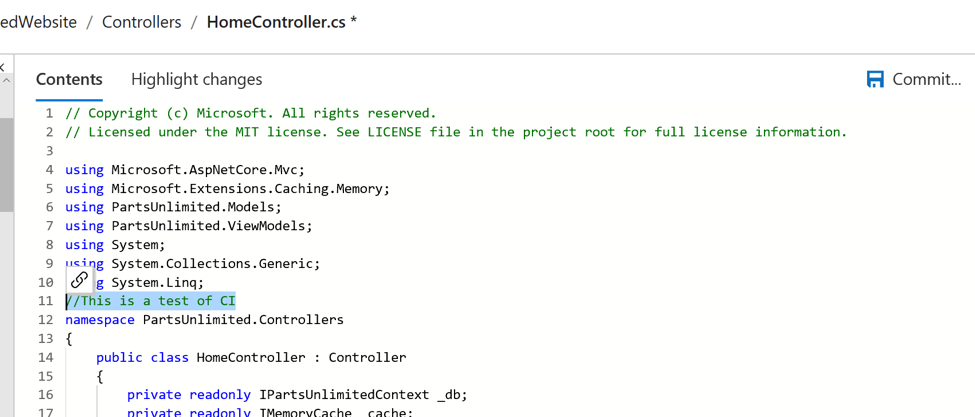 edWebsite / Controllers / HomeController.cs *
Contents Highlight changes Commit...
1 // Copyright (c) Microsoft. All rights reserved.
2 // Licensed under the MIT license. See LICENSE file in the project root for full license information.
3
4 using Microsoft.AspNetCore.Mvc;
5 using Microsoft.Extensions.Caching.Memory;
6 using PartsUnlimited.Models;
7 using PartsUnlimited.ViewModels;
8 using System;
9 using System.Collections.Generic;
10 g System.Linq;
11 //This is a test of CI
12 namespace PartsUnlimited.Controllers
13 {
14 public class HomeController : Controller
15 {
16 private readonly IPartsUnlimitedContext _db;
17 private readonly IMemoryCache _cache;